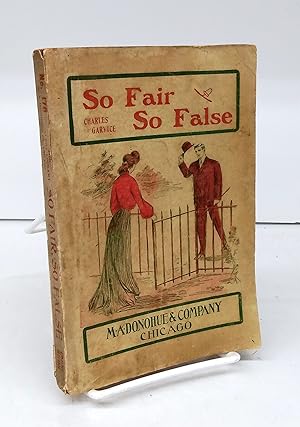 So Fair
So False
CHARLES
GARVICE
M.A. DONOHUE & COMPANY
CHICAGO
SO FAIR SO FALSE